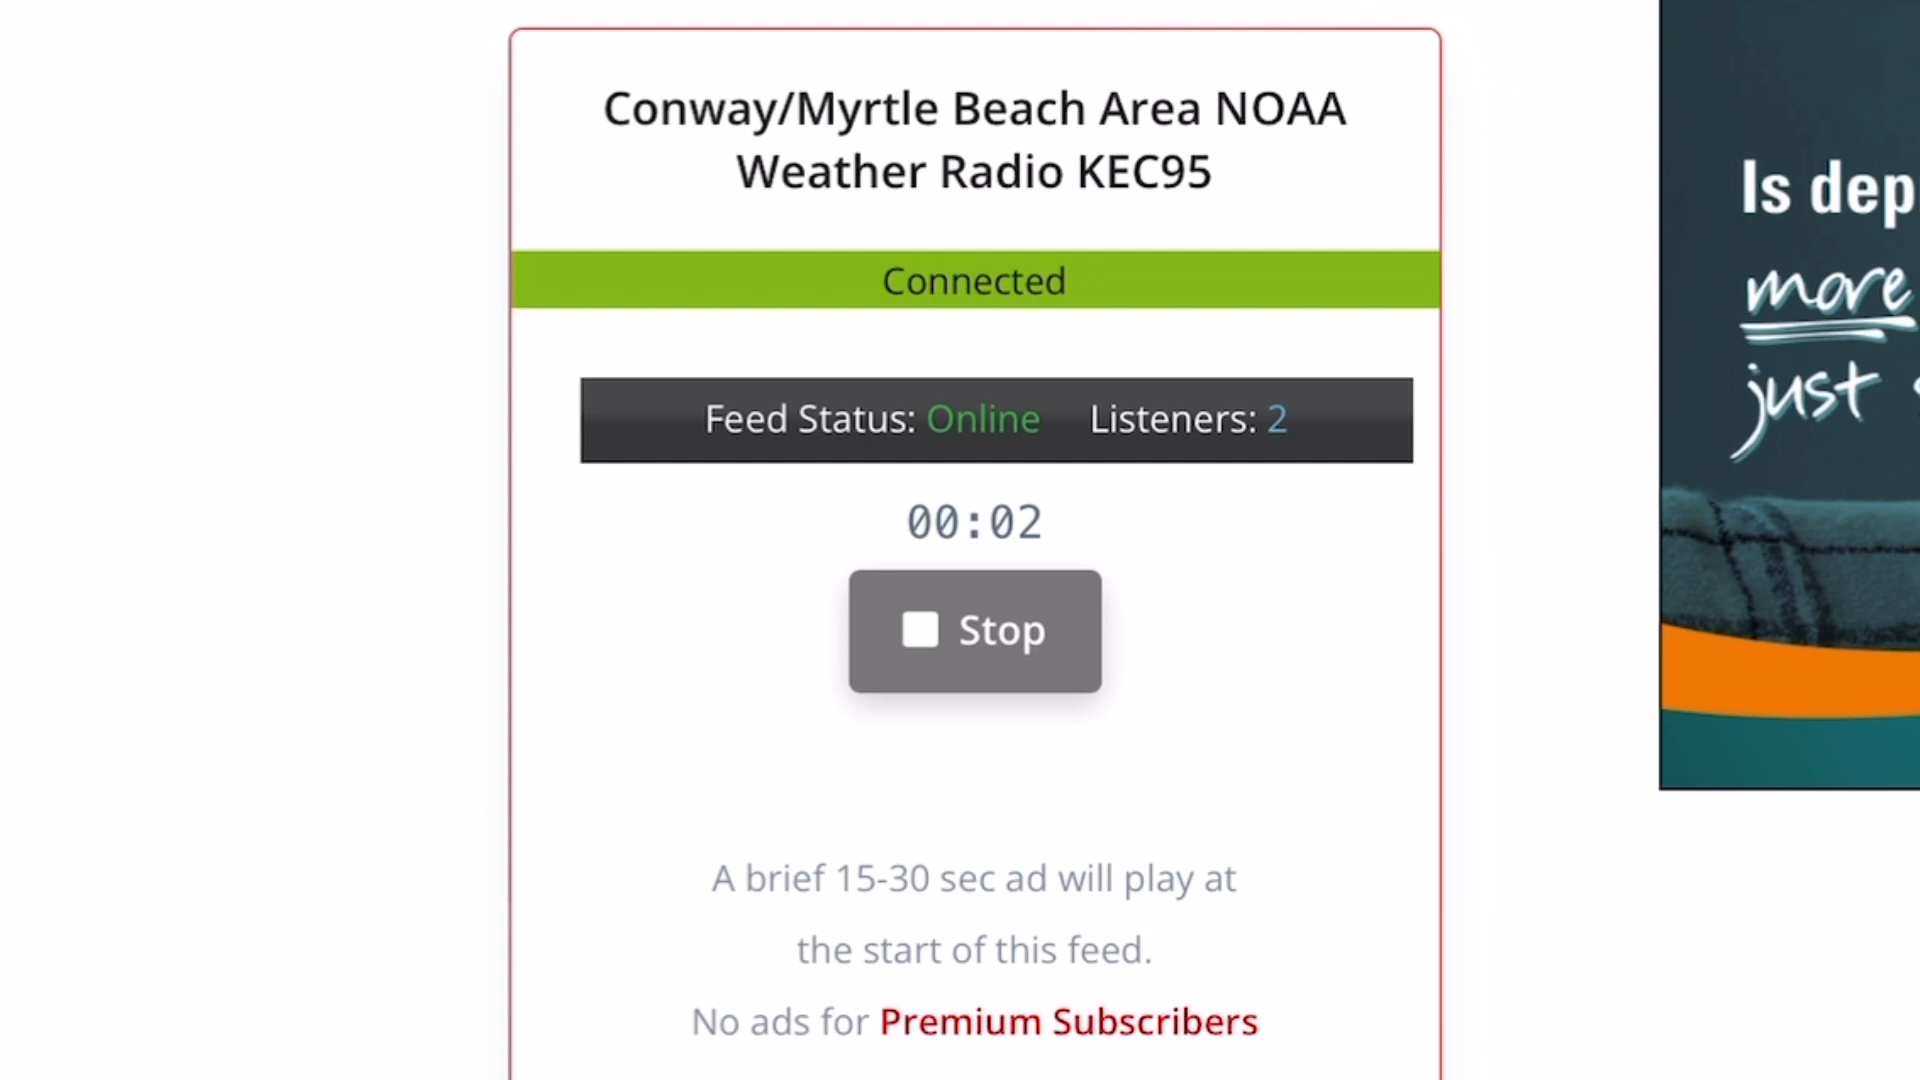 Conway/Myrtle Beach Area NOAA
Weather Radio KEC95
Connected
Feed Status: Online Listeners: 2
00:02
Stop
A brief 15-30 sec ad will play at
the start of this feed.
No ads for Premium Subscribers
Is dep
more
just